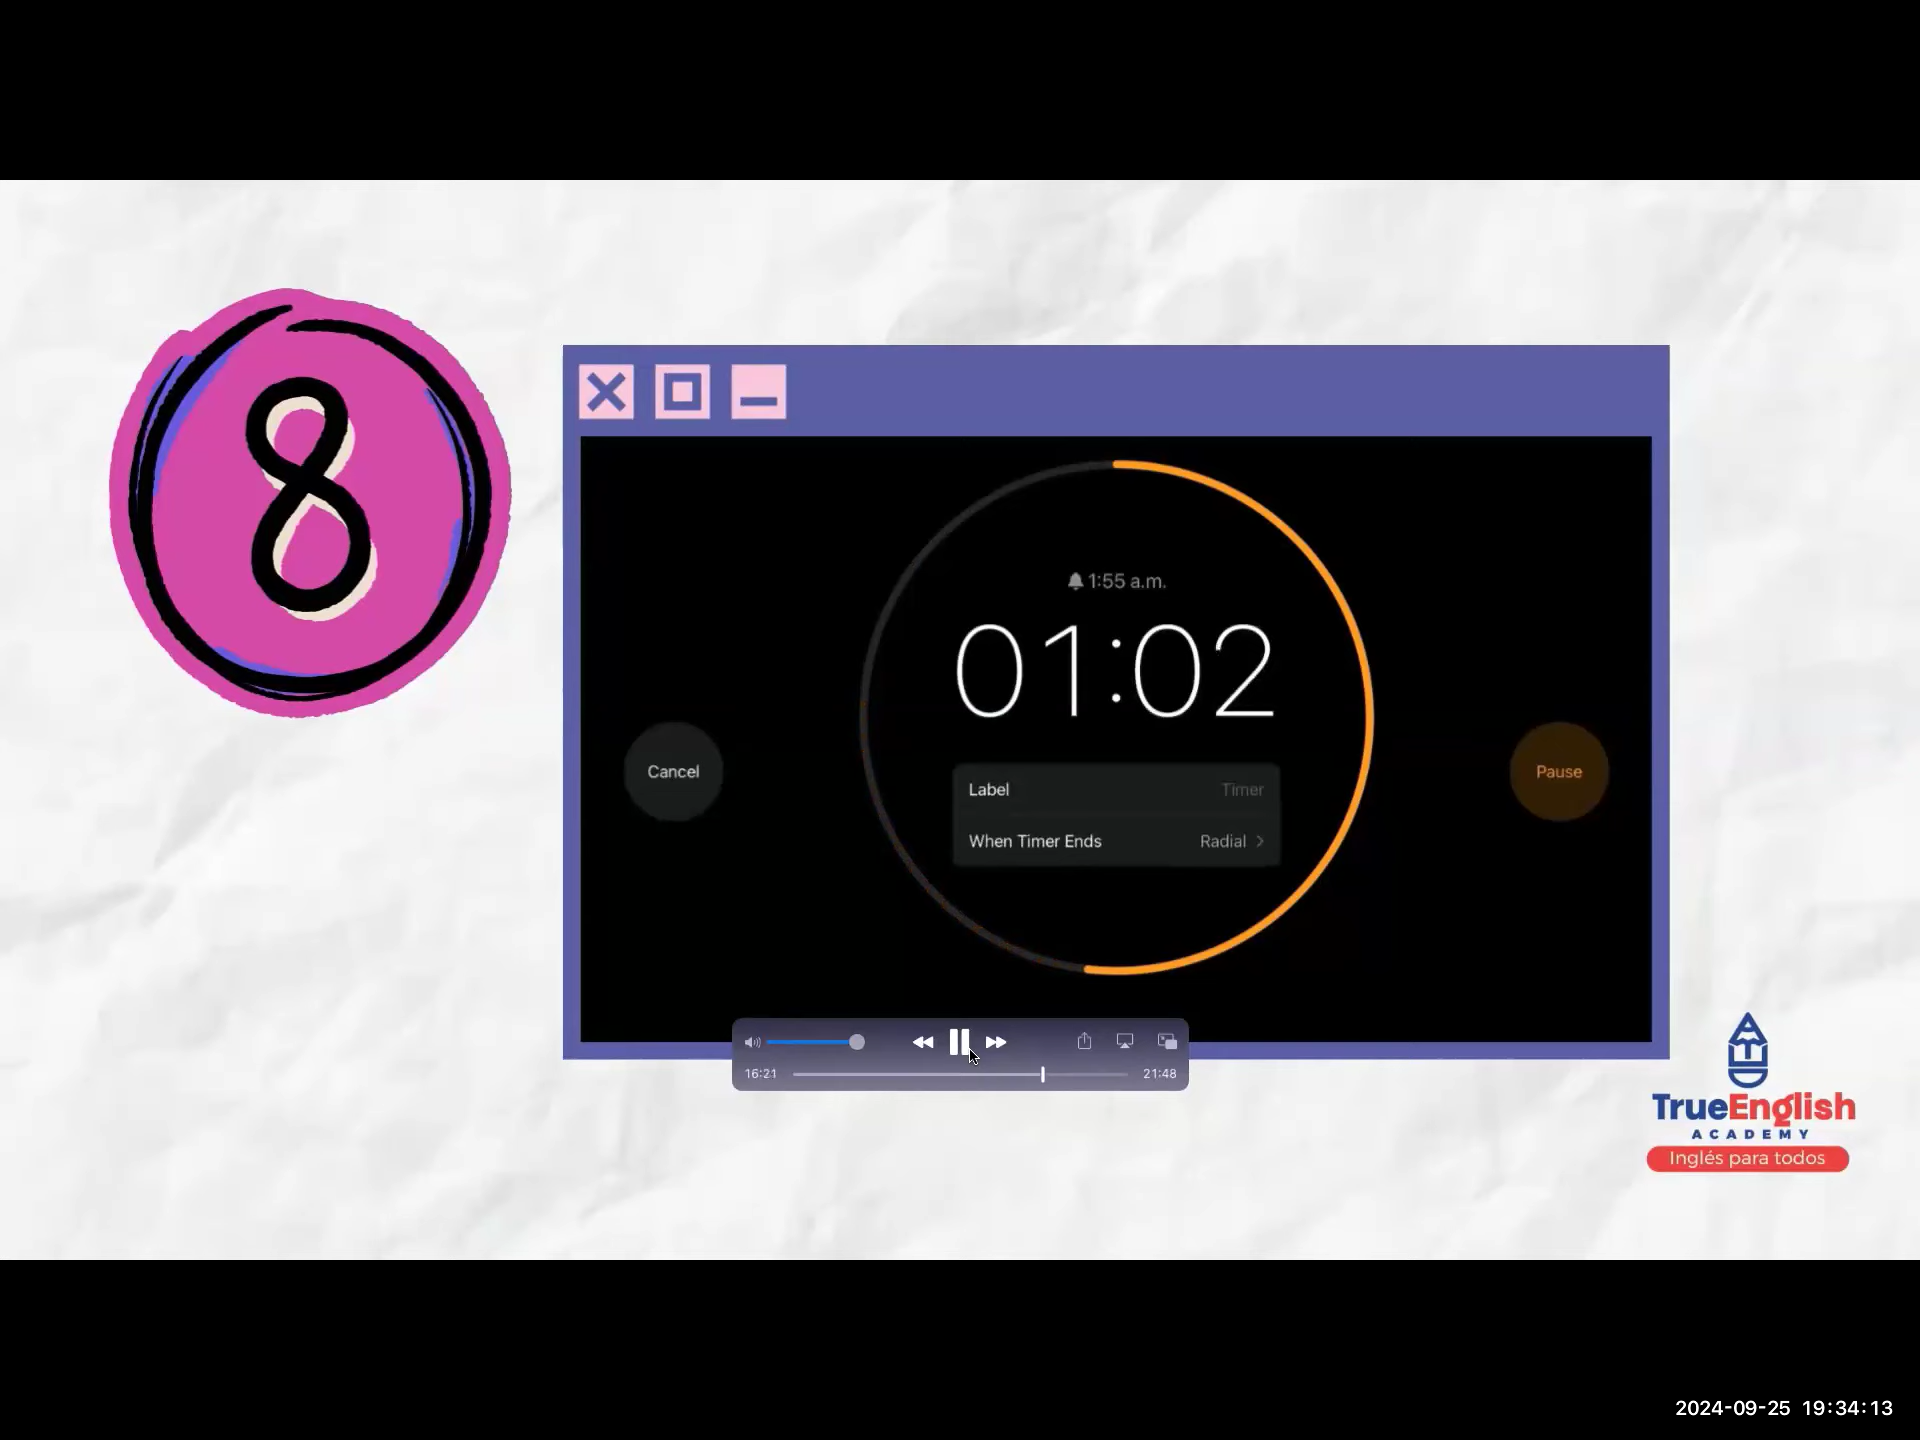 8
1:55 a.m.
01:02
Cancel
Pause
Label Timer
When Timer Ends Radial
16:21 21:48
TrueEnglish
ACADEMY
Inglés para todos
2024-09-25 19:34:13